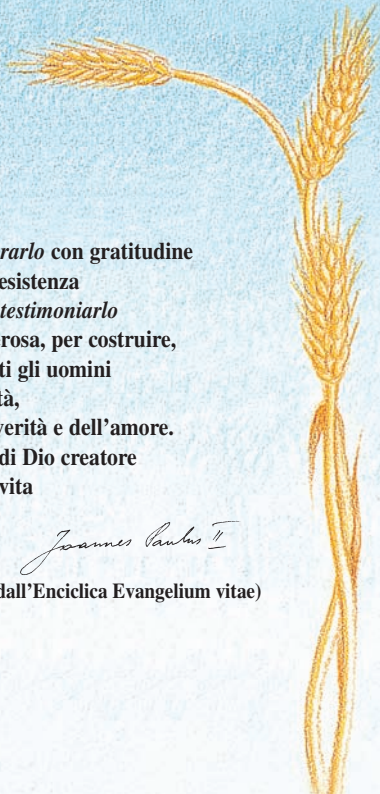 rarlo con gratitudine
esistenza
testimoniarlo
rosa, per costruire,
ti gli uomini
tà,
verità e dell'amore.
di Dio creatore
vita
Joannes Paulus II
dall'Enciclica Evangelium vitae)